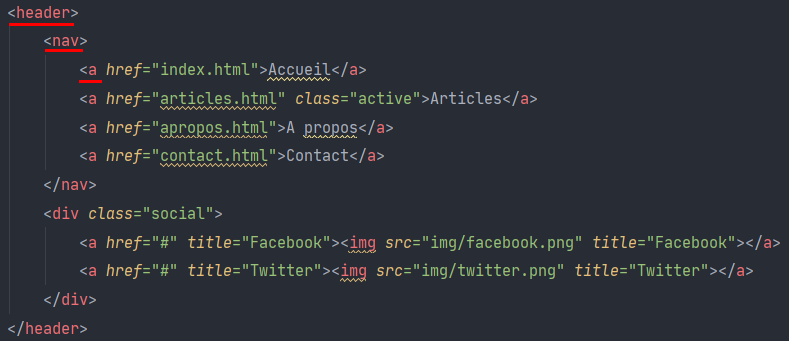 <header>
<nav>
<a href="index.html">Accueil</a>
<a href="articles.html" class="active">Articles</a>
<a href="apropos.html">A propos</a>
<a href="contact.html">Contact</a>
</nav>
<div class="social">
<a href="#" title="Facebook"><img src="img/facebook.png" title="Facebook"></a>
<a href="#" title="Twitter"><img src="img/twitter.png" title="Twitter"></a>
</div>
</header>